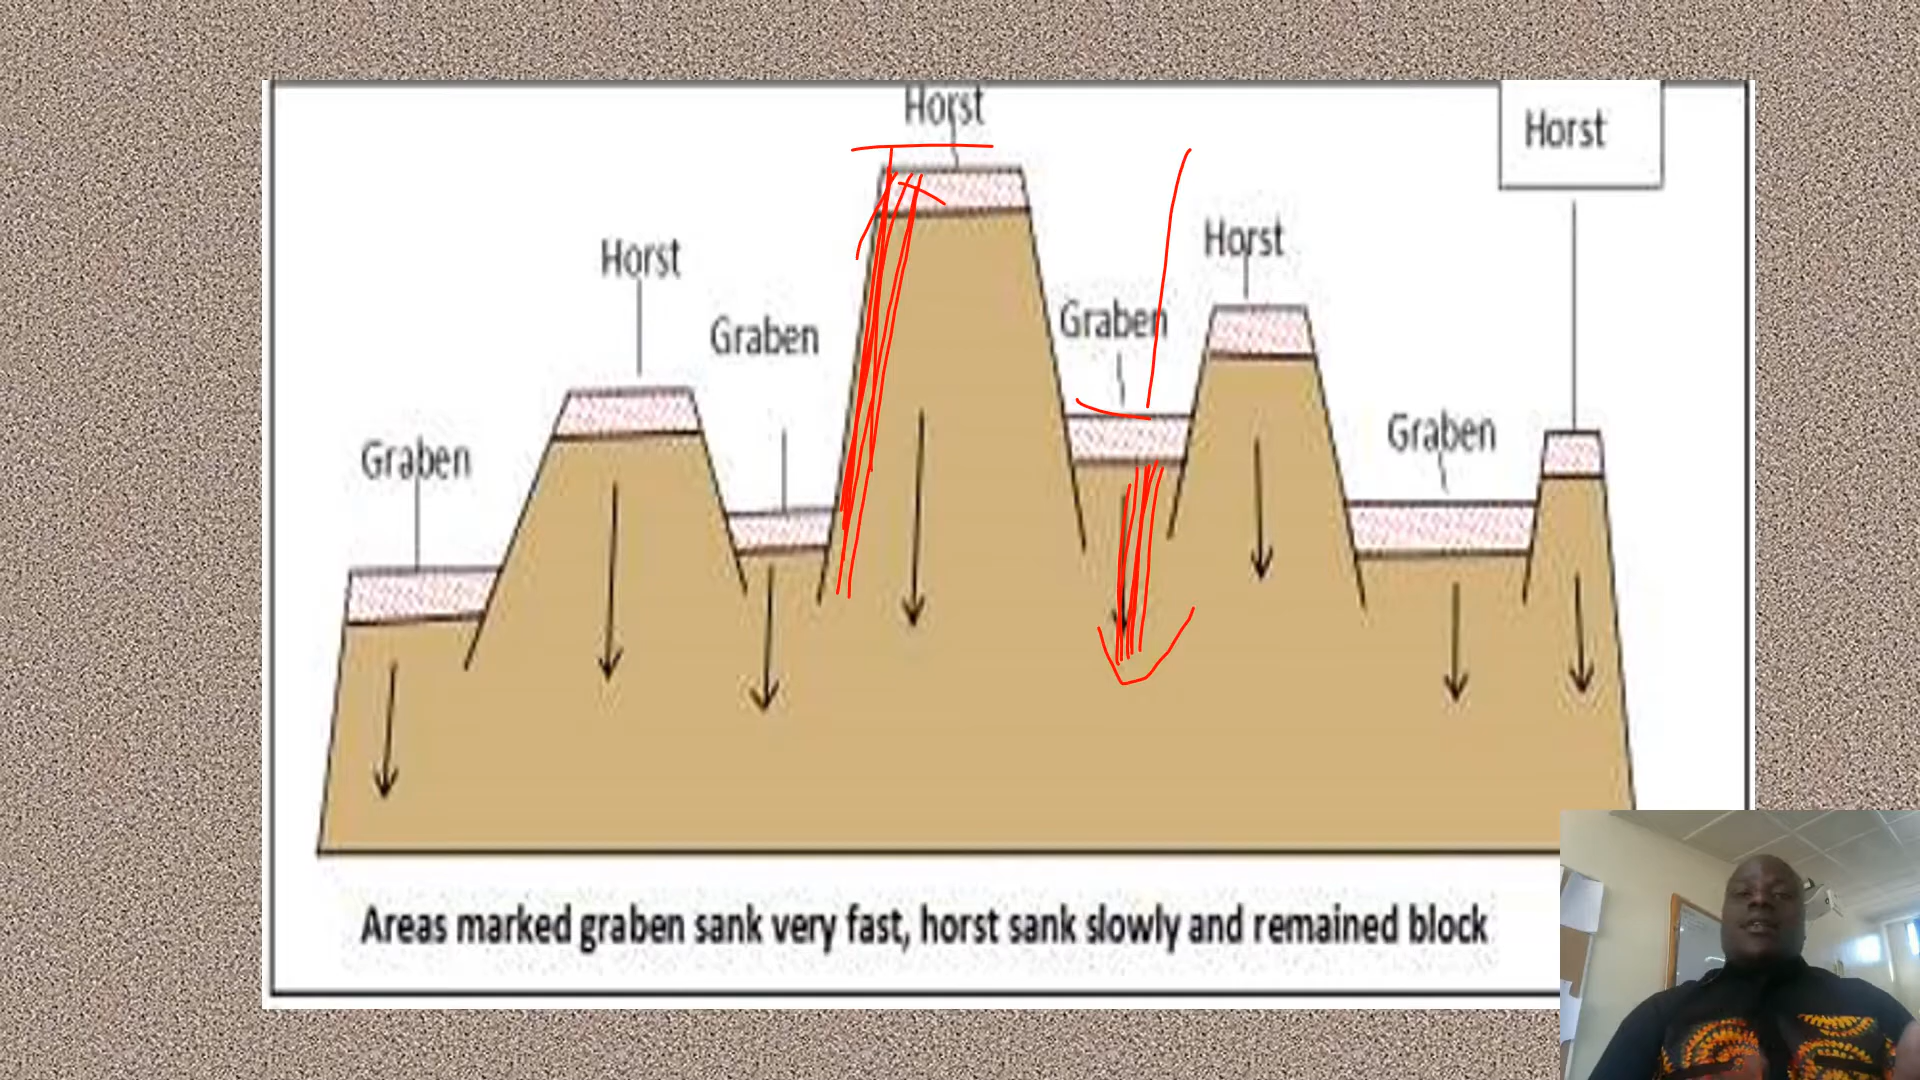 Horst
Horst
Horst
Horst
Graben
Graben
Graben
Graben
Areas marked graben sank very fast, horst sank slowly and remained block